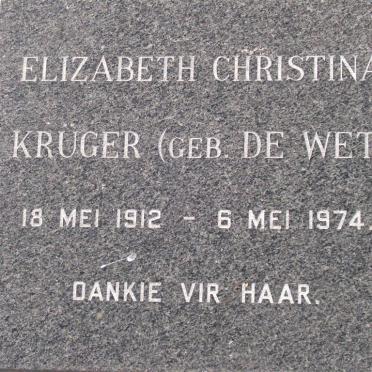 ELIZABETH CHRISTINA
KRÜGER (GEB. DE WET
18 MEI 1912 - 6 MEI 1974.
DANKIE VIR HAAR.